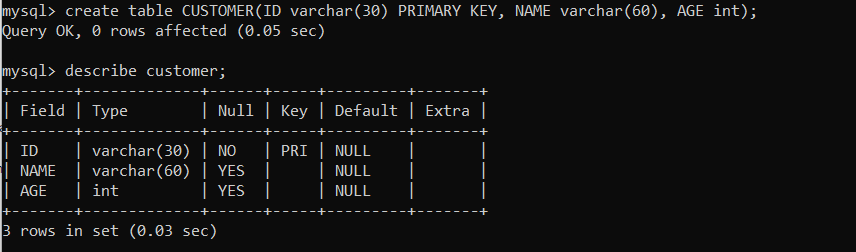 mysql> create table CUSTOMER(ID varchar(30) PRIMARY KEY, NAME varchar(60), AGE int);
Query OK, 0 rows affected (0.05 sec)
mysql> describe customer;
+-------+-------------+------+-----+---------+-------+
| Field | Type        | Null | Key | Default | Extra |
+-------+-------------+------+-----+---------+-------+
| ID    | varchar(30) | NO   | PRI | NULL    |       |
| NAME  | varchar(60) | YES  |     | NULL    |       |
| AGE   | int         | YES  |     | NULL    |       |
+-------+-------------+------+-----+---------+-------+
3 rows in set (0.03 sec)